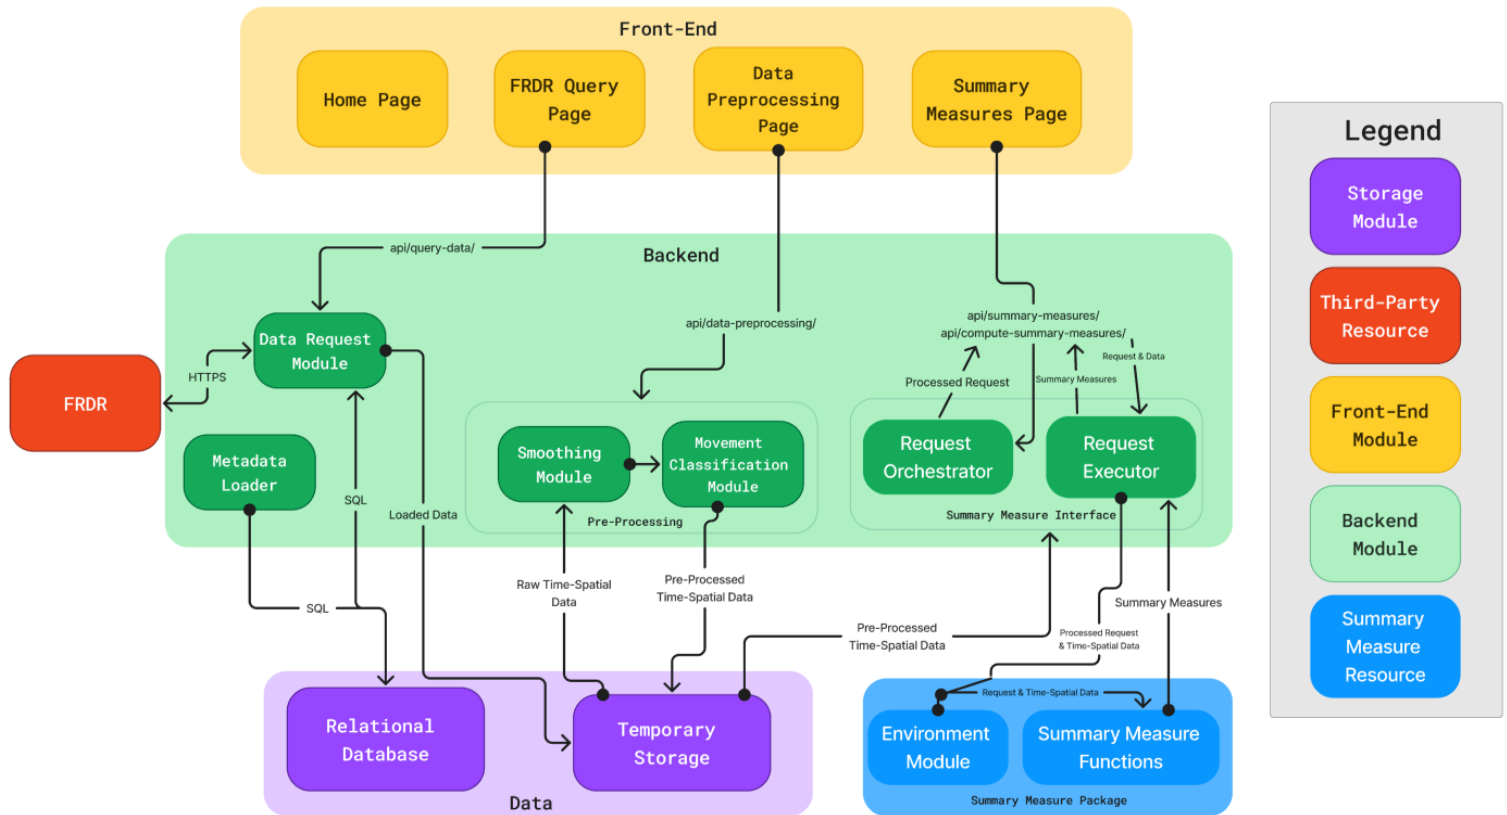 Front-End
Home Page
FRDR Query
Page
Data
Preprocessing
Page
Summary
Measures Page
Legend
Storage
Module
Third-Party
Resource
Front-End
Module
Backend
Module
Summary
Measure
Resource
api/query-data/
Backend
api/data-preprocessing/
api/summary-measures/
api/compute-summary-measures/
Request & Data
Processed Request
Summary Measures
Data Request
Module
HTTPS
FRDR
Metadata
Loader
SQL
Loaded Data
Smoothing
Module
Movement
Classification
Module
Pre-Processing
Request
Orchestrator
Request
Executor
Summary Measure Interface
Raw Time-Spatial
Data
Pre-Processed
Time-Spatial Data
SQL
Pre-Processed
Time-Spatial Data
Summary Measures
Processed Request
& Time-Spatial Data
Request & Time-Spatial Data
Relational
Database
Temporary
Storage
Data
Environment
Module
Summary Measure
Functions
Summary Measure Package